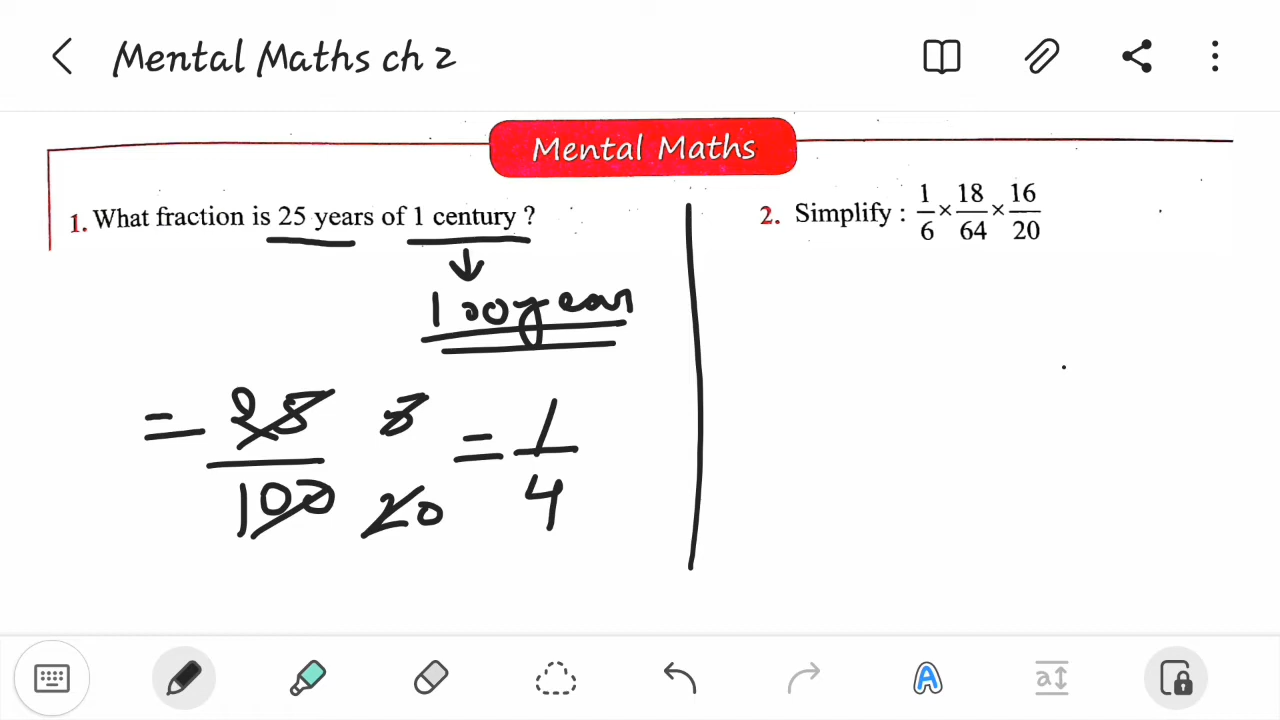 Mental Maths ch 2
Mental Maths
1. What fraction is 25 years of 1 century ?
100 year
= 25/100 5/20 = 1/4
2. Simplify : 1/6 × 18/64 × 16/20
A
a